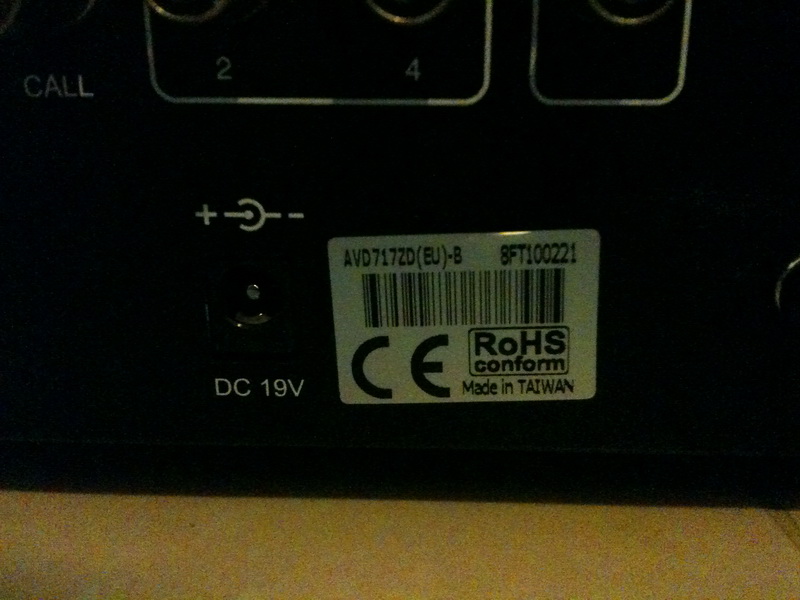 2 4
CALL
+ -
AVD717ZD(EU)-B 8FT100221
CE RoHS
conform
DC 19V Made in TAIWAN